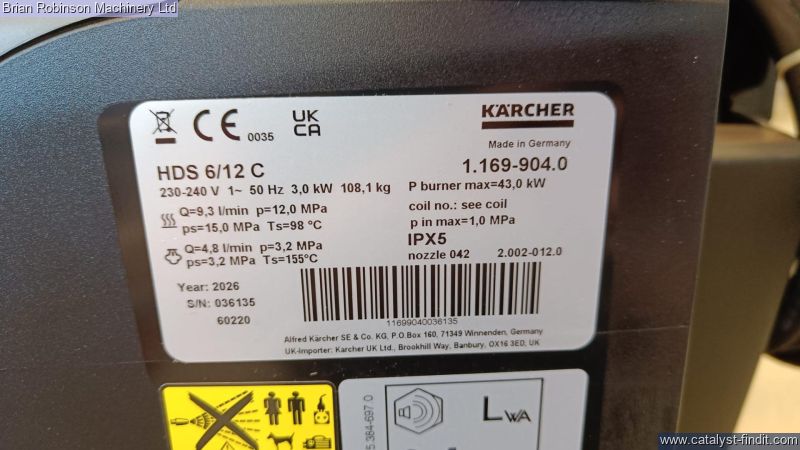 Brian Robinson Machinery Ltd
CE 0035
UK
CA
KÄRCHER
Made in Germany
HDS 6/12 C
1.169-904.0
230-240 V 1~ 50 Hz 3,0 kW 108,1 kg
P burner max=43,0 kW
Q=9,3 l/min p=12,0 MPa
ps=15,0 MPa Ts=98 °C
coil no.: see coil
p in max=1,0 MPa
Q=4,8 l/min p=3,2 MPa
ps=3,2 MPa Ts=155°C
IPX5
nozzle 042 2.002-012.0
Year: 2026
S/N: 036135
60220
11699040036135
Alfred Kärcher SE & Co. KG, P.O.Box 160, 71349 Winnenden, Germany
UK-Importer: Karcher UK Ltd., Brookhill Way, Banbury, OX16 3ED, UK
5.384-697.0
LWA
www.catalyst-findit.com